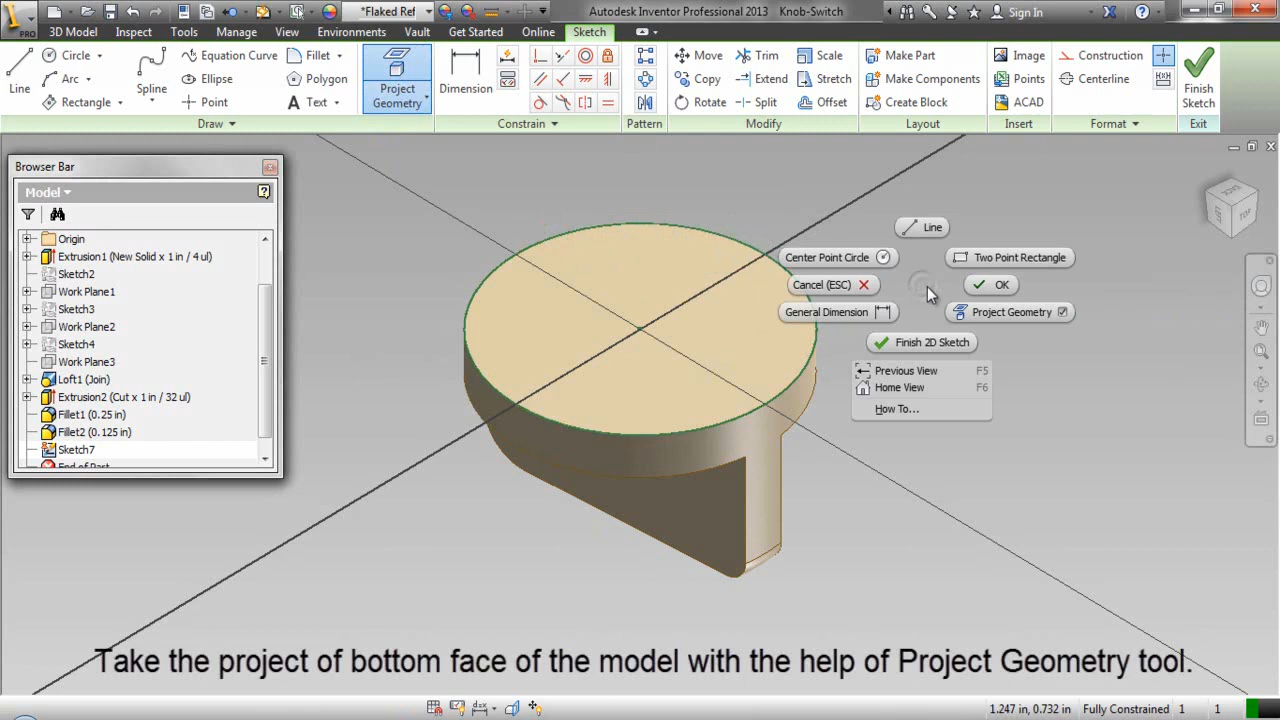 *Flaked Ref
Autodesk Inventor Professional 2013 Knob-Switch
Sign In
PRO
3D Model Inspect Tools Manage View Environments Vault Get Started Online Sketch
Line
Circle
Arc
Rectangle
Spline
Equation Curve
Ellipse
Point
Fillet
Polygon
Text
Project
Geometry
Dimension
Move
Copy
Rotate
Trim
Extend
Split
Scale
Stretch
Offset
Make Part
Make Components
Create Block
Image
Points
ACAD
Construction
Centerline
Finish
Sketch
Draw Constrain Pattern Modify Layout Insert Format Exit
Browser Bar
Model
Origin
Extrusion1 (New Solid x 1 in / 4 ul)
Sketch2
Work Plane1
Sketch3
Work Plane2
Sketch4
Work Plane3
Loft1 (Join)
Extrusion2 (Cut x 1 in / 32 ul)
Fillet1 (0.25 in)
Fillet2 (0.125 in)
Sketch7
End of Part
Line
Center Point Circle
Two Point Rectangle
Cancel (ESC)
OK
General Dimension
Project Geometry
Finish 2D Sketch
Previous View F5
Home View F6
How To...
BACK
TOP
Take the project of bottom face of the model with the help of Project Geometry tool.
1.247 in, 0.732 in Fully Constrained 1 1